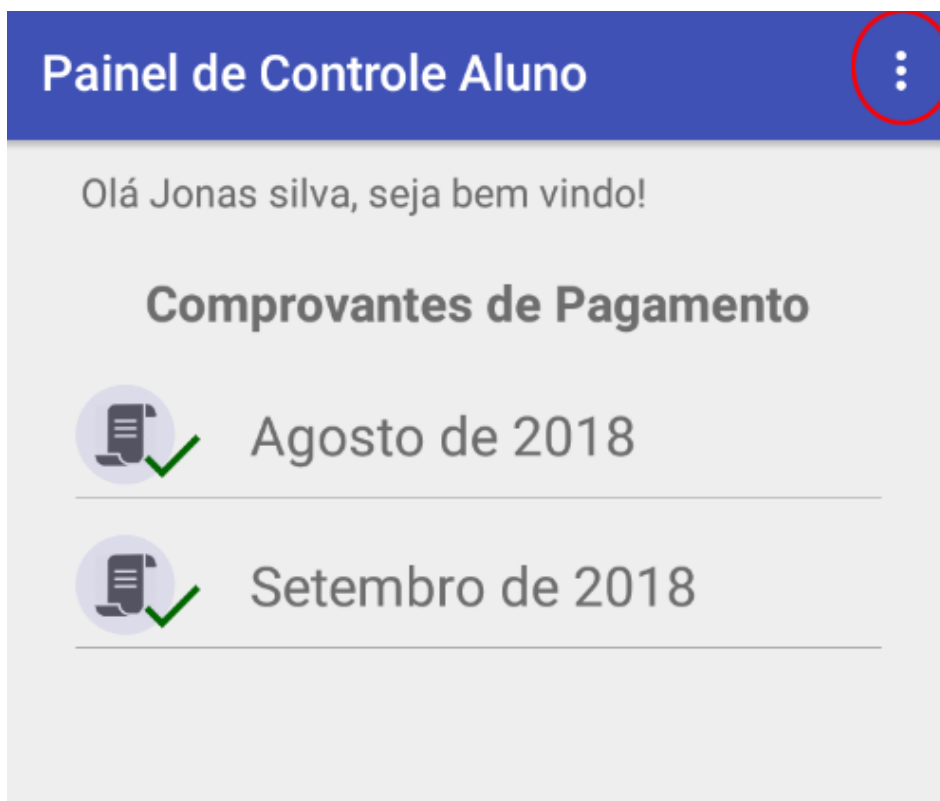 Painel de Controle Aluno
Olá Jonas silva, seja bem vindo!
Comprovantes de Pagamento
Agosto de 2018
Setembro de 2018